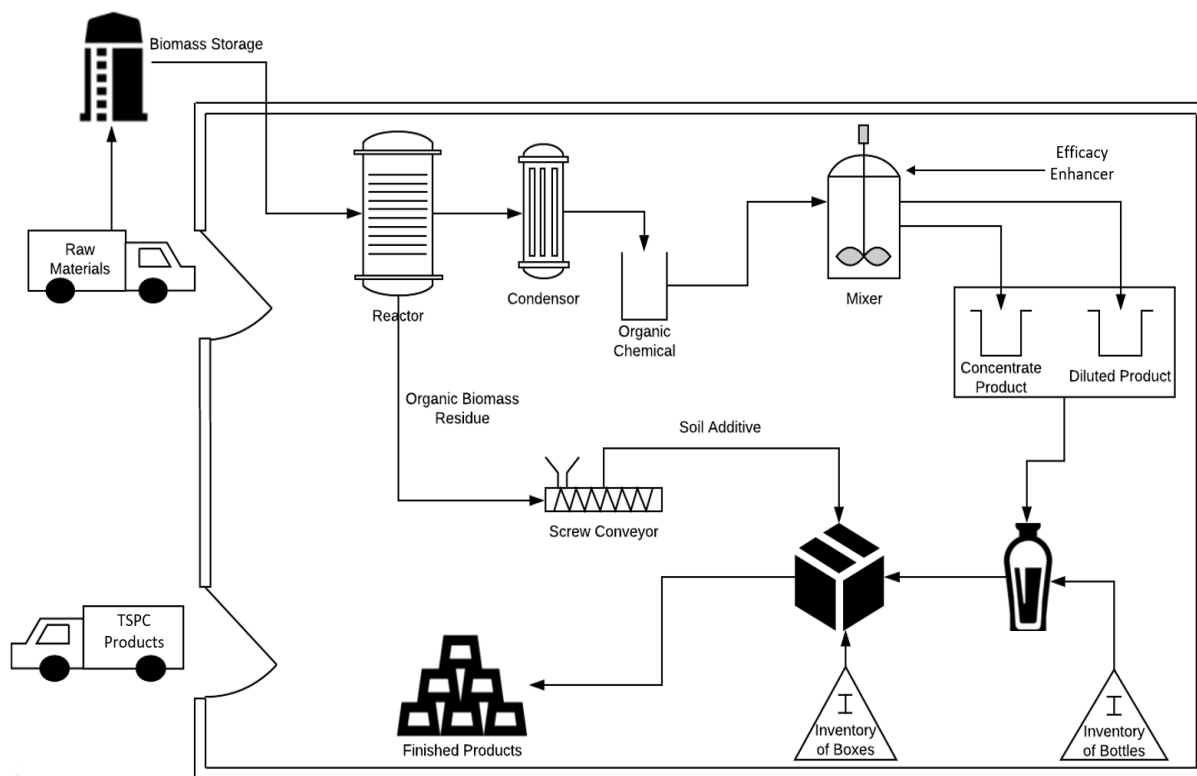 Biomass Storage
Efficacy
Enhancer
Raw
Materials
Reactor
Condensor
Mixer
Organic
Chemical
Concentrate
Product
Diluted Product
Organic Biomass
Residue
Soil Additive
Screw Conveyor
TSPC
Products
Finished Products
I
Inventory
of Boxes
I
Inventory
of Bottles